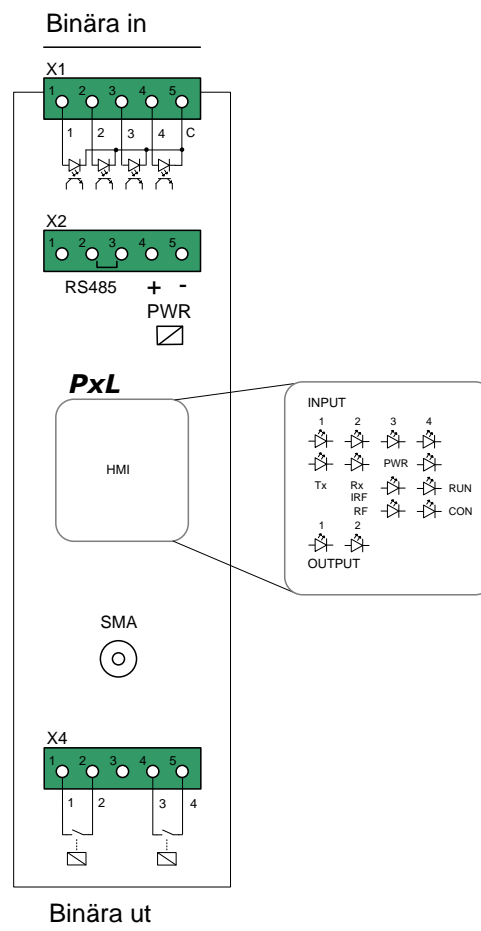 Binära in
X1
1 2 3 4 5
1 2 3 4 C
X2
1 2 3 4 5
RS485 + -
PWR
PxL
HMI
INPUT
1 2 3 4
PWR
Tx Rx RUN
IRF
RF CON
1 2
OUTPUT
SMA
X4
1 2 3 4 5
1 2 3 4
Binära ut